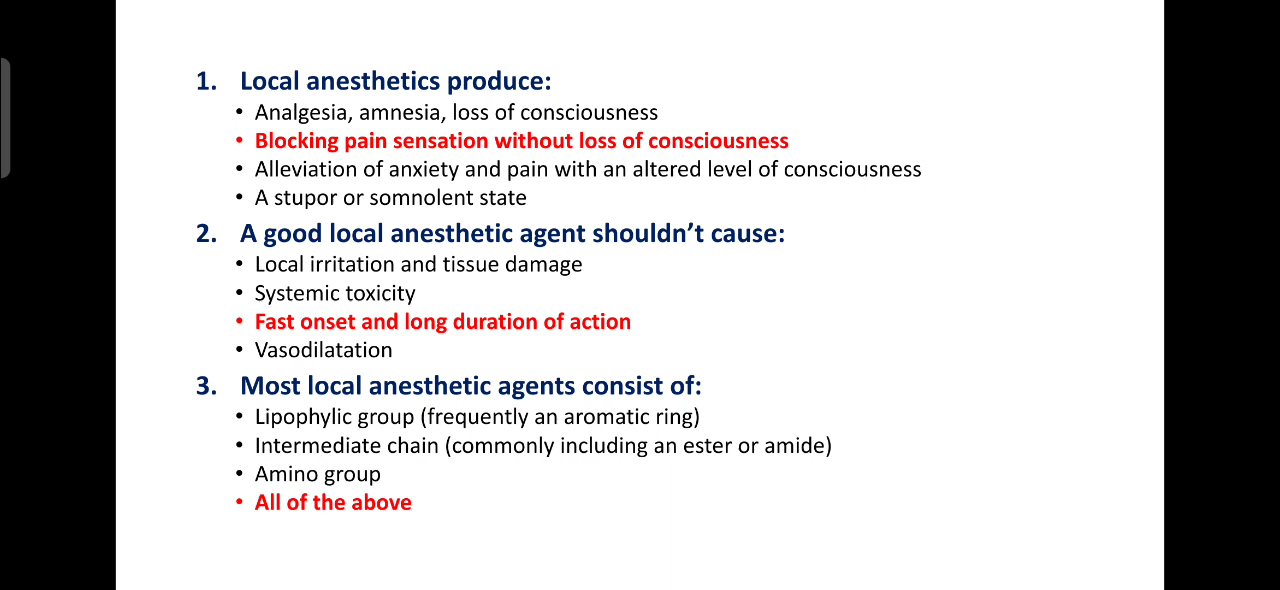 1. Local anesthetics produce:
• Analgesia, amnesia, loss of consciousness
• Blocking pain sensation without loss of consciousness
• Alleviation of anxiety and pain with an altered level of consciousness
• A stupor or somnolent state
2. A good local anesthetic agent shouldn’t cause:
• Local irritation and tissue damage
• Systemic toxicity
• Fast onset and long duration of action
• Vasodilatation
3. Most local anesthetic agents consist of:
• Lipophylic group (frequently an aromatic ring)
• Intermediate chain (commonly including an ester or amide)
• Amino group
• All of the above